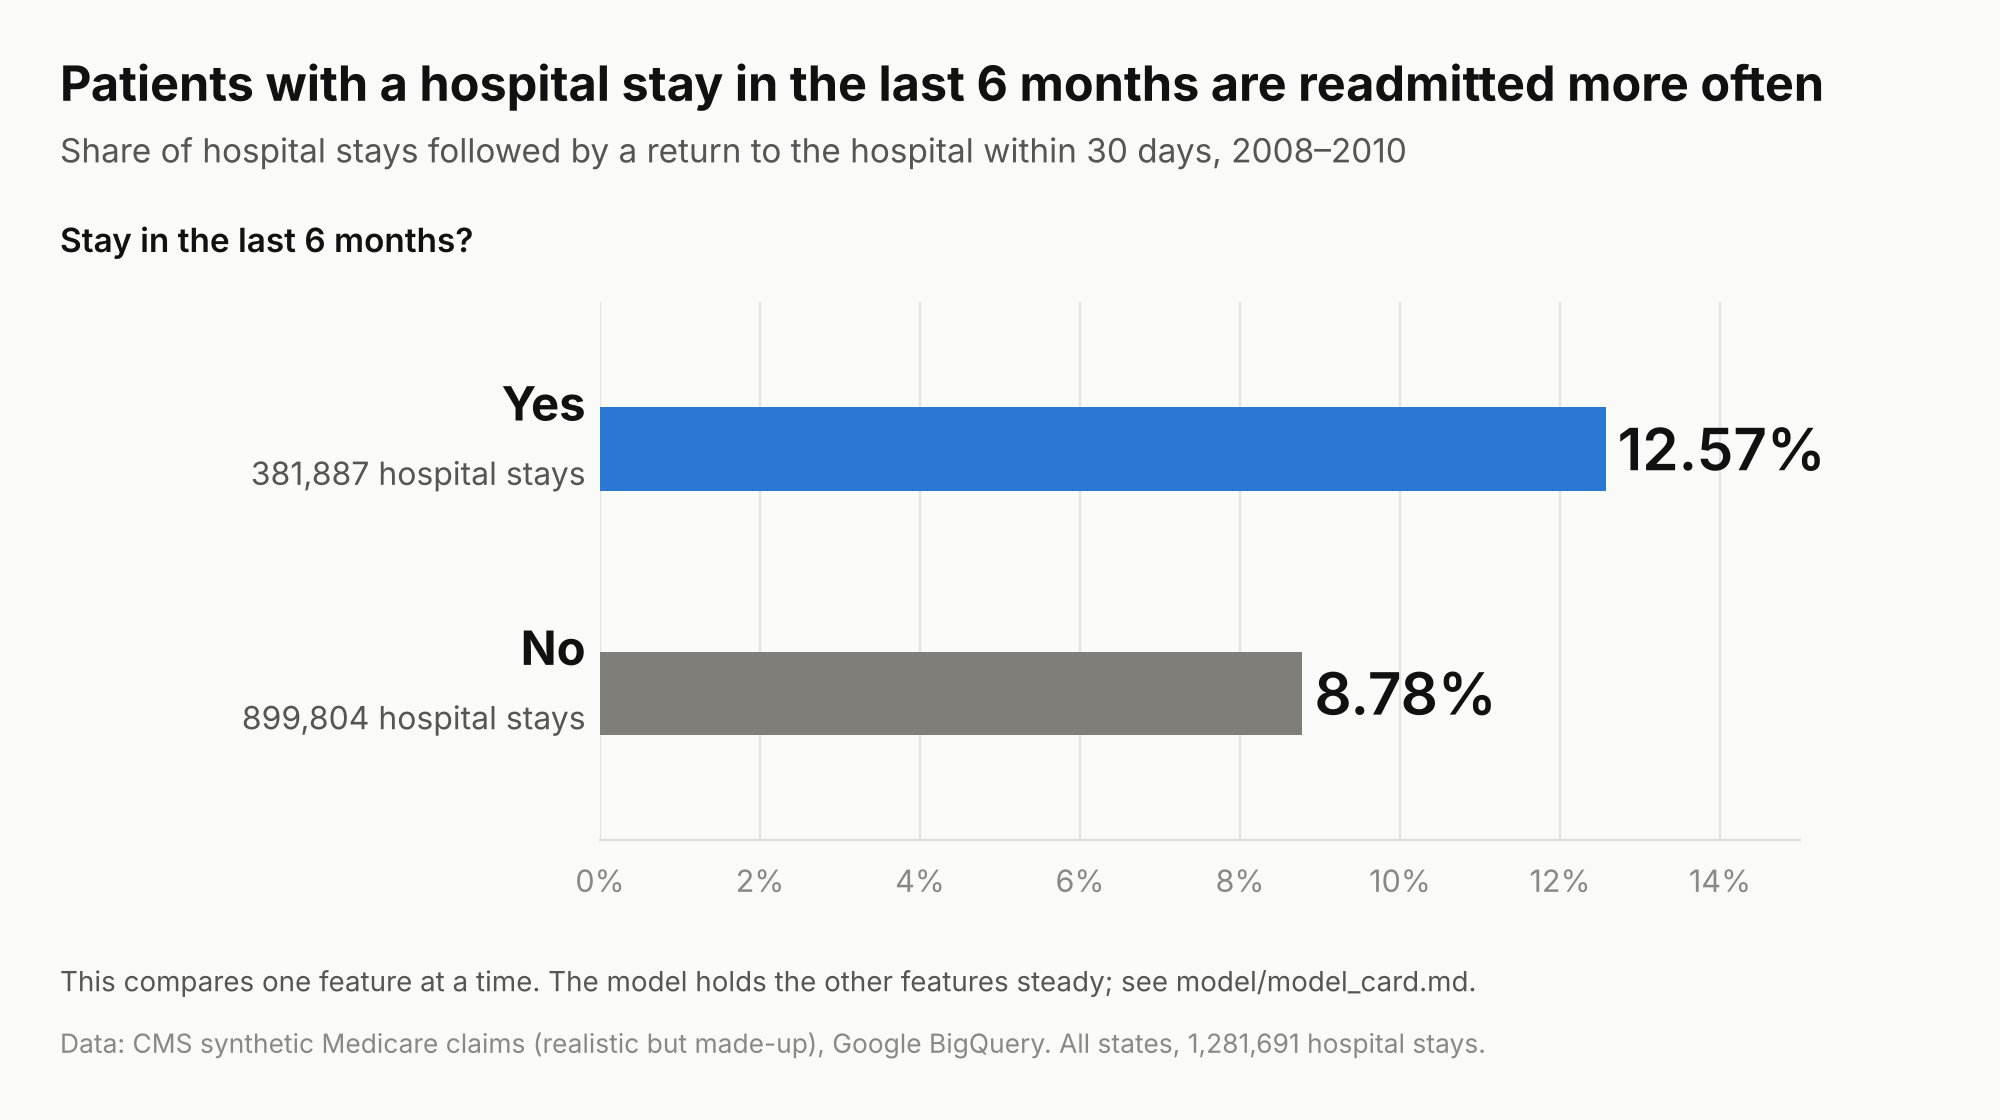 Patients with a hospital stay in the last 6 months are readmitted more often
Share of hospital stays followed by a return to the hospital within 30 days, 2008–2010
Stay in the last 6 months?
Yes
381,887 hospital stays
12.57%
No
899,804 hospital stays
8.78%
0% 2% 4% 6% 8% 10% 12% 14%
This compares one feature at a time. The model holds the other features steady; see model/model_card.md.
Data: CMS synthetic Medicare claims (realistic but made-up), Google BigQuery. All states, 1,281,691 hospital stays.